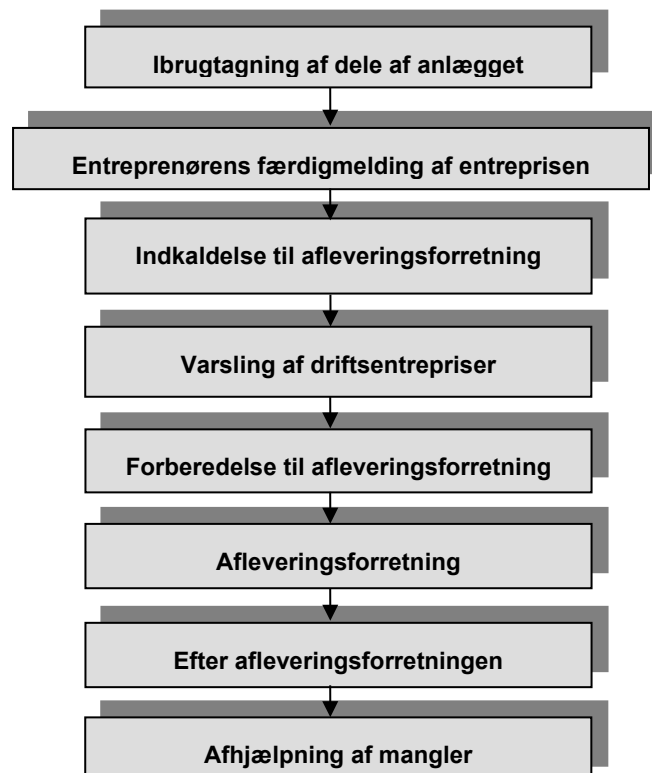 Ibrugtagning af dele af anlægget
Entreprenørens færdigmelding af entreprisen
Indkaldelse til afleveringsforretning
Varsling af driftsentrepriser
Forberedelse til afleveringsforretning
Afleveringsforretning
Efter afleveringsforretningen
Afhjælpning af mangler